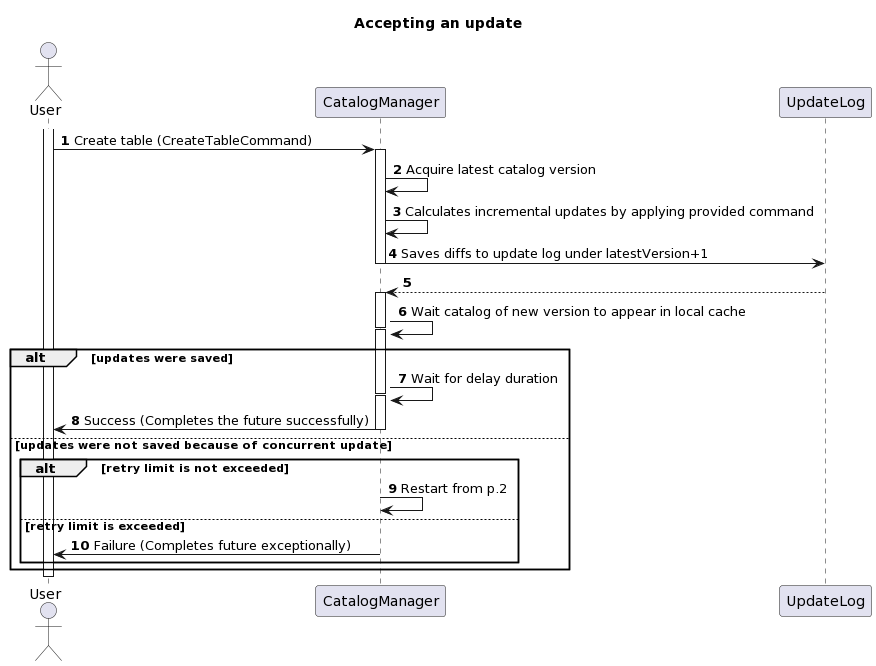 Accepting an update
User
CatalogManager
UpdateLog
1 Create table (CreateTableCommand)
2 Acquire latest catalog version
3 Calculates incremental updates by applying provided command
4 Saves diffs to update log under latestVersion+1
5
6 Wait catalog of new version to appear in local cache
alt [updates were saved]
7 Wait for delay duration
8 Success (Completes the future successfully)
[updates were not saved because of concurrent update]
alt [retry limit is not exceeded]
9 Restart from p.2
[retry limit is exceeded]
10 Failure (Completes future exceptionally)
User
CatalogManager
UpdateLog